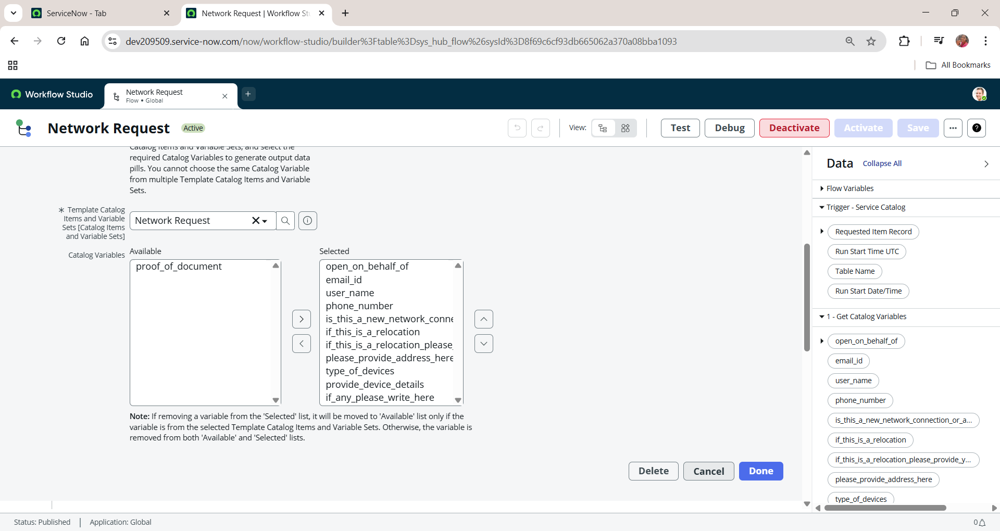 ServiceNow - Tab
Network Request | Workflow Stu
dev209509.service-now.com/now/workflow-studio/builder%3Ftable%3Dsys_hub_flow%26sysId%3D8f69c6cf93db665062a370a08bba1093
All Bookmarks
Workflow Studio
Network Request
Flow • Global
Network Request
Active
View:
Test
Debug
Deactivate
Activate
Save
Catalog Items and Variable Sets, and select the
required Catalog Variables to generate output data
pills. You cannot choose the same Catalog Variable
from multiple Template Catalog Items and Variable
Sets.
* Template Catalog
Items and Variable
Sets [Catalog Items
and Variable Sets]
Network Request
Catalog Variables
Available
proof_of_document
Selected
open_on_behalf_of
email_id
user_name
phone_number
is_this_a_new_network_conne
if_this_is_a_relocation
if_this_is_a_relocation_please_
please_provide_address_here
type_of_devices
provide_device_details
if_any_please_write_here
Note: If removing a variable from the 'Selected' list, it will be moved to 'Available' list only if the
variable is from the selected Template Catalog Items and Variable Sets. Otherwise, the variable is
removed from both 'Available' and 'Selected' lists.
Delete
Cancel
Done
Data
Collapse All
Flow Variables
Trigger - Service Catalog
Requested Item Record
Run Start Time UTC
Table Name
Run Start Date/Time
1 - Get Catalog Variables
open_on_behalf_of
email_id
user_name
phone_number
is_this_a_new_network_connection_or_a...
if_this_is_a_relocation
if_this_is_a_relocation_please_provide_y...
please_provide_address_here
type_of_devices
Status: Published
Application: Global
0